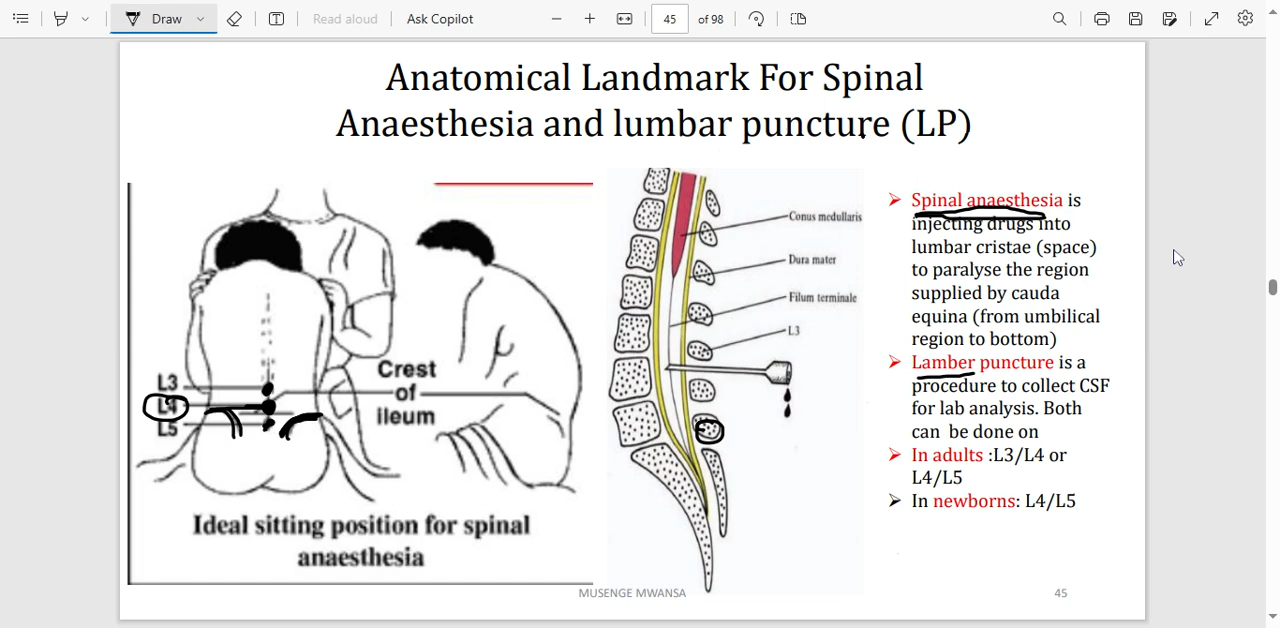 Draw
Read aloud
Ask Copilot
45
of 98
Anatomical Landmark For Spinal
Anaesthesia and lumbar puncture (LP)
L3
L4
L5
Crest
of
ileum
Ideal sitting position for spinal
anaesthesia
Conus medullaris
Dura mater
Filum terminale
L3
➢ Spinal anaesthesia is
injecting drugs into
lumbar cristae (space)
to paralyse the region
supplied by cauda
equina (from umbilical
region to bottom)
➢ Lamber puncture is a
procedure to collect CSF
for lab analysis. Both
can be done on
➢ In adults :L3/L4 or
L4/L5
➢ In newborns: L4/L5
MUSENGE MWANSA
45